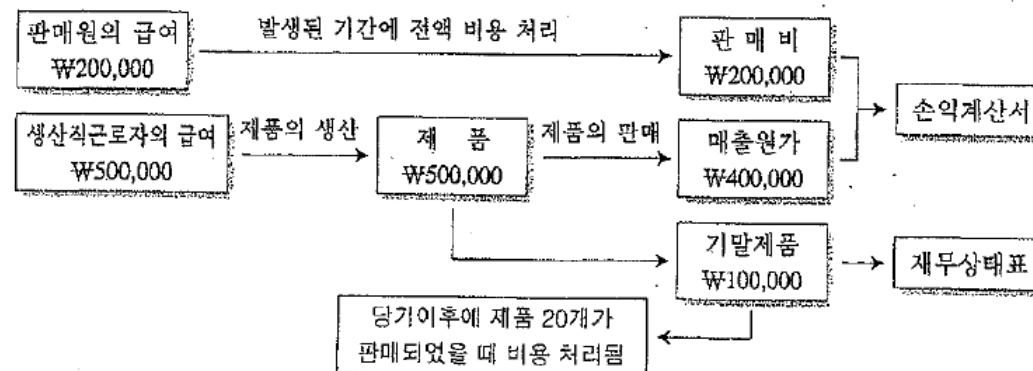 판매원의 급여
₩200,000
발생된 기간에 전액 비용 처리
판 매 비
₩200,000
손익계산서
생산직근로자의 급여
₩500,000
제품의 생산
제 품
₩500,000
제품의 판매
매출원가
₩400,000
기말제품
₩100,000
재무상태표
당기이후에 제품 20개가
판매되었을 때 비용 처리됨